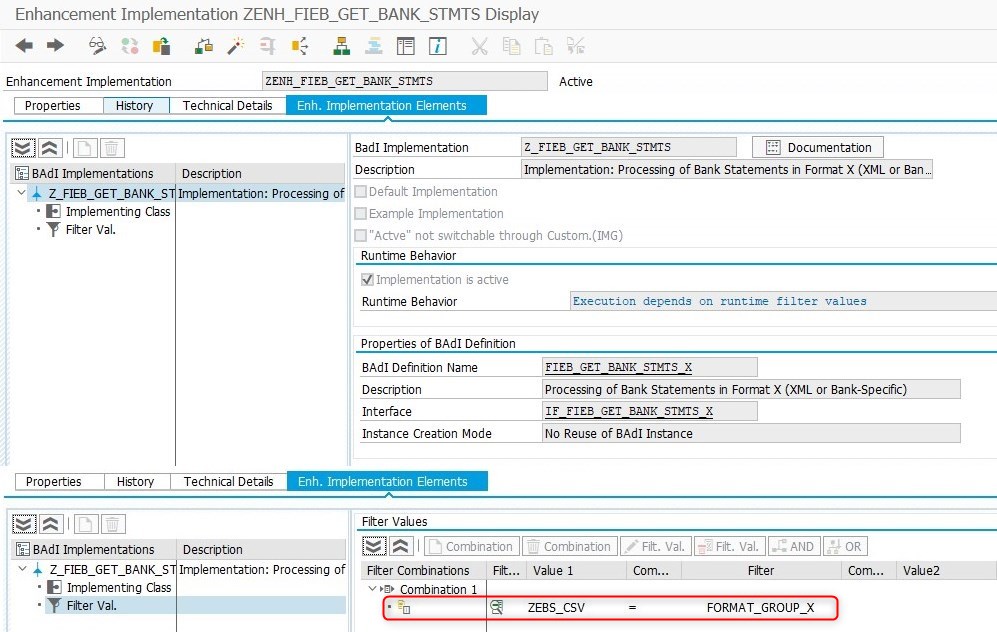 Enhancement Implementation ZENH_FIEB_GET_BANK_STMTS Display
Enhancement Implementation ZENH_FIEB_GET_BANK_STMTS Active
Properties History Technical Details Enh. Implementation Elements
BAdI Implementations Description
Z_FIEB_GET_BANK_ST Implementation: Processing of
Implementing Class
Filter Val.
BadI Implementation Z_FIEB_GET_BANK_STMTS Documentation
Description Implementation: Processing of Bank Statements in Format X (XML or Ban...
Default Implementation
Example Implementation
"Actve" not switchable through Custom.(IMG)
Runtime Behavior
Implementation is active
Runtime Behavior Execution depends on runtime filter values
Properties of BAdI Definition
BAdI Definition Name FIEB_GET_BANK_STMTS_X
Description Processing of Bank Statements in Format X (XML or Bank-Specific)
Interface IF_FIEB_GET_BANK_STMTS_X
Instance Creation Mode No Reuse of BAdI Instance
Properties History Technical Details Enh. Implementation Elements
BAdI Implementations Description
Z_FIEB_GET_BANK_ST Implementation: Processing of
Implementing Class
Filter Val.
Filter Values
Combination Combination Filt. Val. Filt. Val. AND OR
Filter Combinations Filt... Value 1 Com... Filter Com... Value2
Combination 1
ZEBS_CSV = FORMAT_GROUP_X